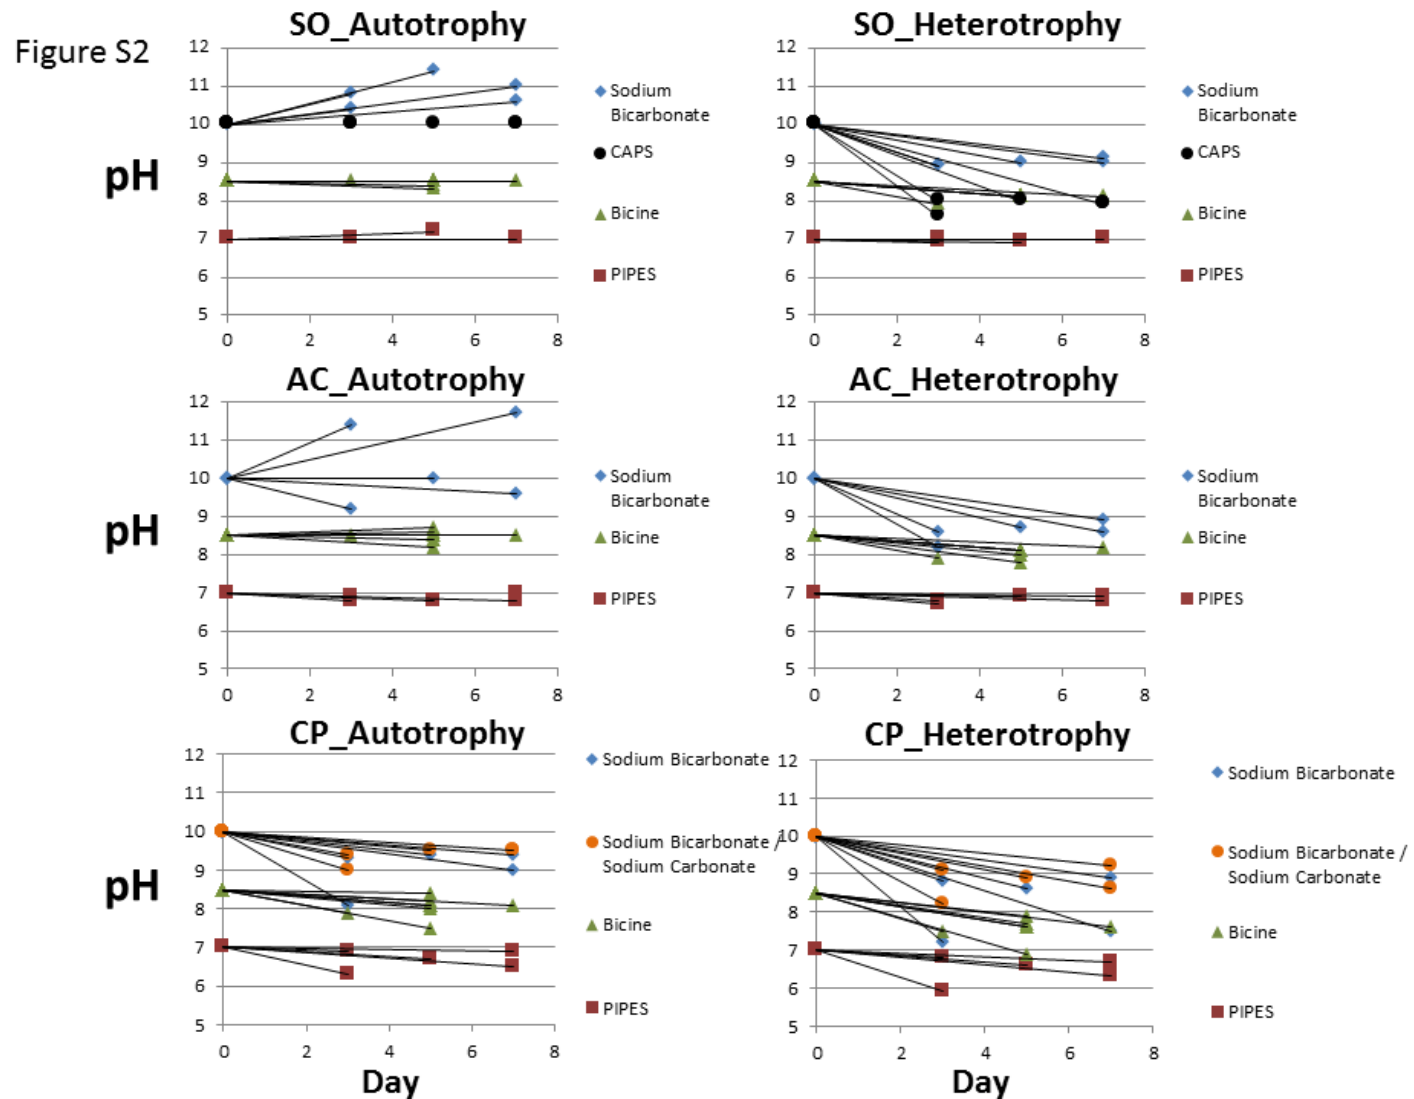 Figure S2
SO_Autotrophy
12
11
10
9
8
7
6
5
pH
0 2 4 6 8
Sodium
Bicarbonate
CAPS
Bicine
PIPES
SO_Heterotrophy
12
11
10
9
8
7
6
5
0 2 4 6 8
Sodium
Bicarbonate
CAPS
Bicine
PIPES
AC_Autotrophy
12
11
10
9
8
7
6
5
pH
0 2 4 6 8
Sodium
Bicarbonate
Bicine
PIPES
AC_Heterotrophy
12
11
10
9
8
7
6
5
0 2 4 6 8
Sodium
Bicarbonate
Bicine
PIPES
CP_Autotrophy
12
11
10
9
8
7
6
5
pH
0 2 4 6 8
Day
Sodium Bicarbonate
Sodium Bicarbonate /
Sodium Carbonate
Bicine
PIPES
CP_Heterotrophy
12
11
10
9
8
7
6
5
0 2 4 6 8
Day
Sodium Bicarbonate
Sodium Bicarbonate /
Sodium Carbonate
Bicine
PIPES